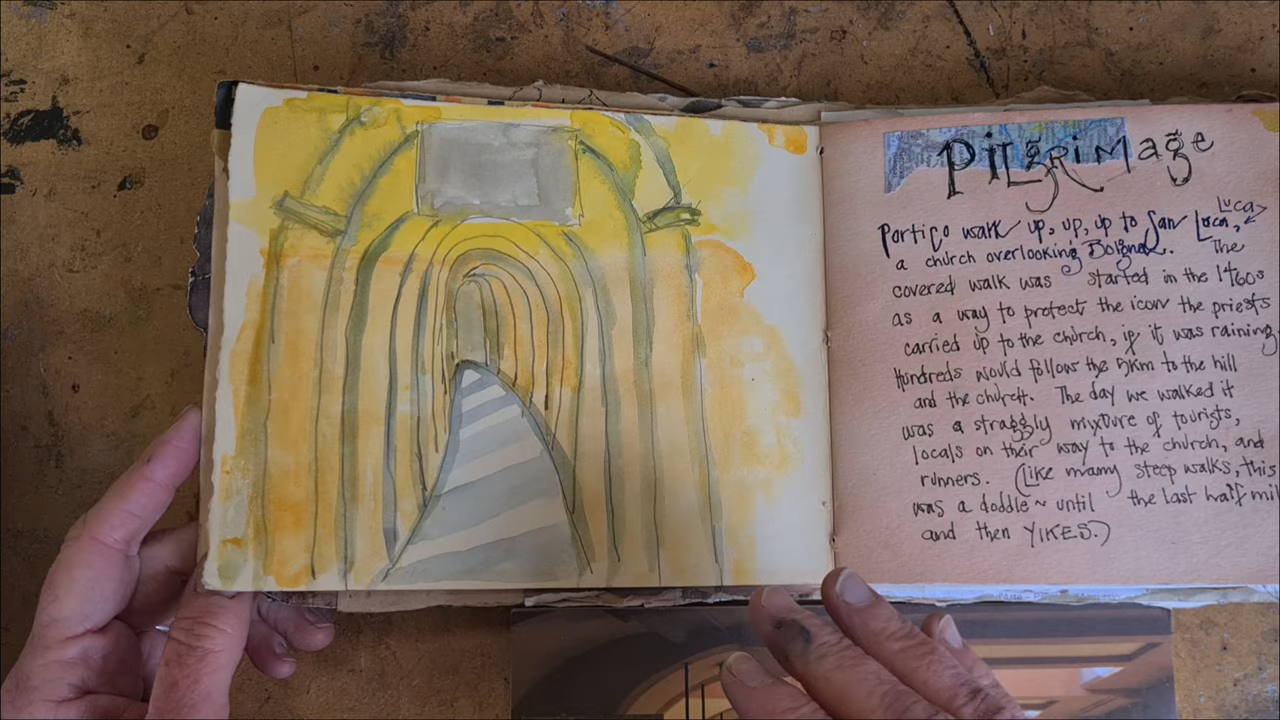 PILgRIMage
Luca>
Portico walk up, up, up to San Luca,
a church overlooking Bologna. The
covered walk was started in the 1460s
as a way to protect the icon the priests
carried up to the church, if it was raining
Hundreds would follow the 5km to the hill
and the church. The day we walked it
was a straggly mixture of tourists,
locals on their way to the church, and
runners. (Like many steep walks, this
was a doddle ~ until the last half mil
and then YIKES.)